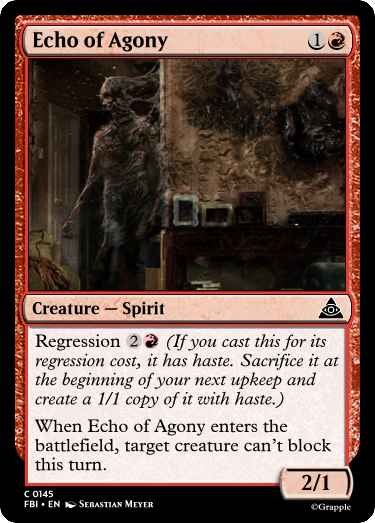 Echo of Agony 1
Creature — Spirit
Regression 2 (If you cast this for its
regression cost, it has haste. Sacrifice it at
the beginning of your next upkeep and
create a 1/1 copy of it with haste.)
When Echo of Agony enters the
battlefield, target creature can't block
this turn.
2/1
C 0145
FBI • EN Sebastian Meyer
©Grapple